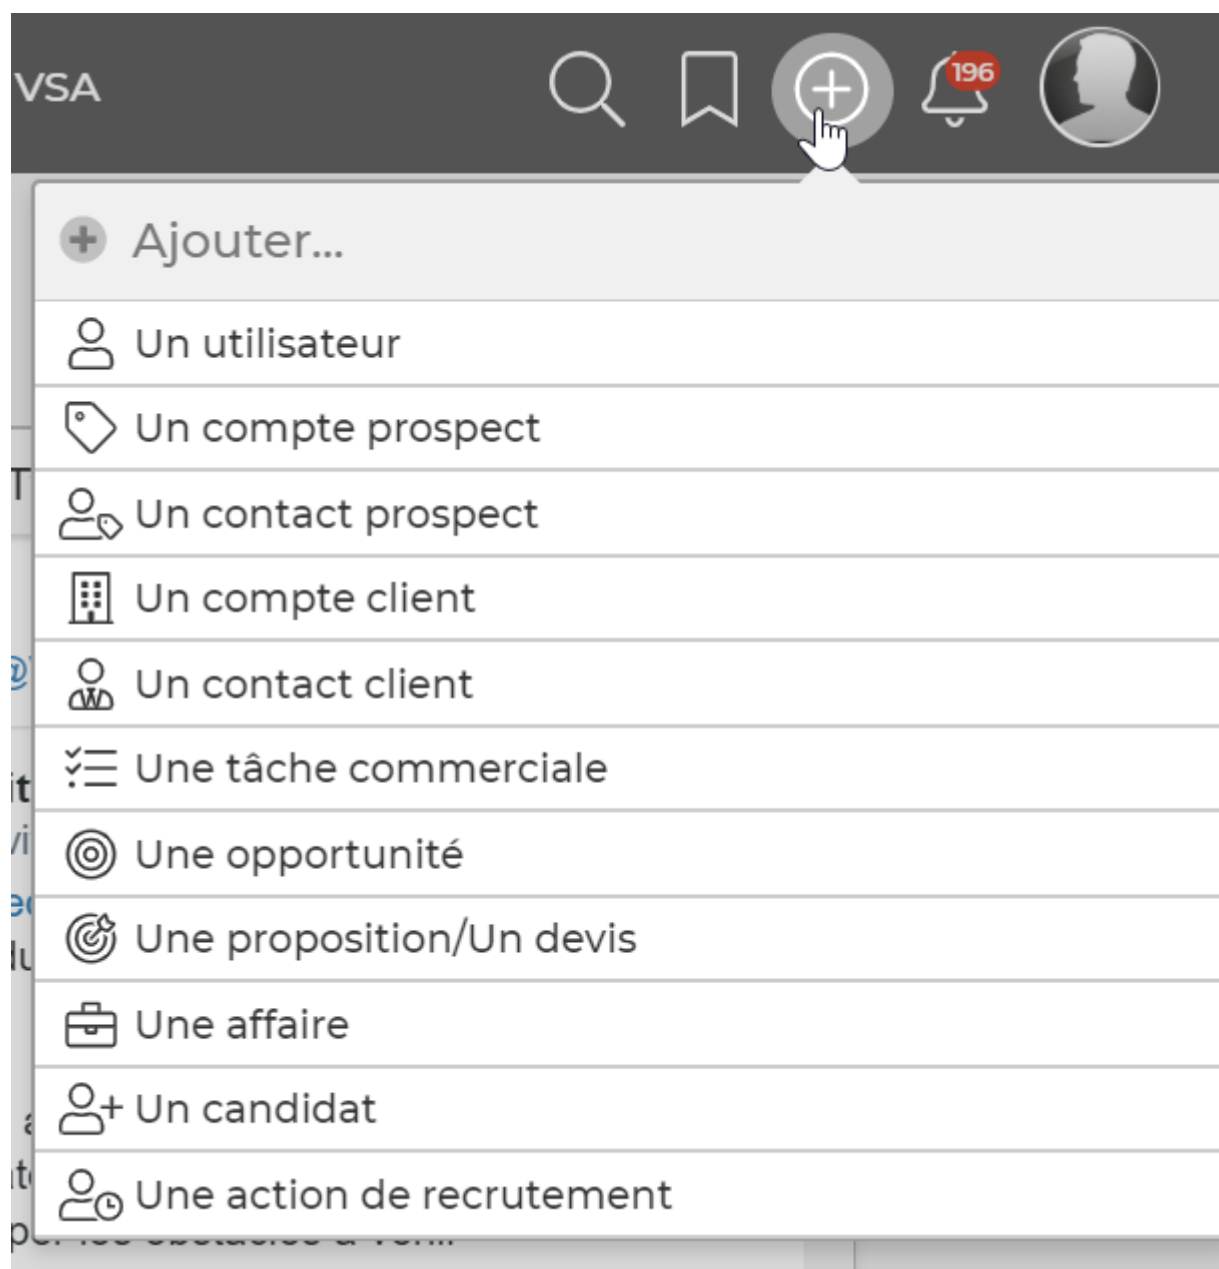 VSA
196
Ajouter...
Un utilisateur
Un compte prospect
Un contact prospect
Un compte client
Un contact client
Une tâche commerciale
Une opportunité
Une proposition/Un devis
Une affaire
Un candidat
Une action de recrutement